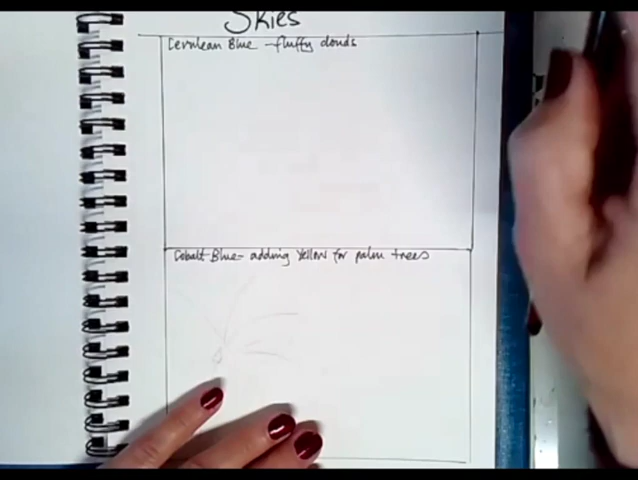 Skies
Cerulean Blue - fluffy clouds
Cobalt Blue - adding Yellow for palm trees